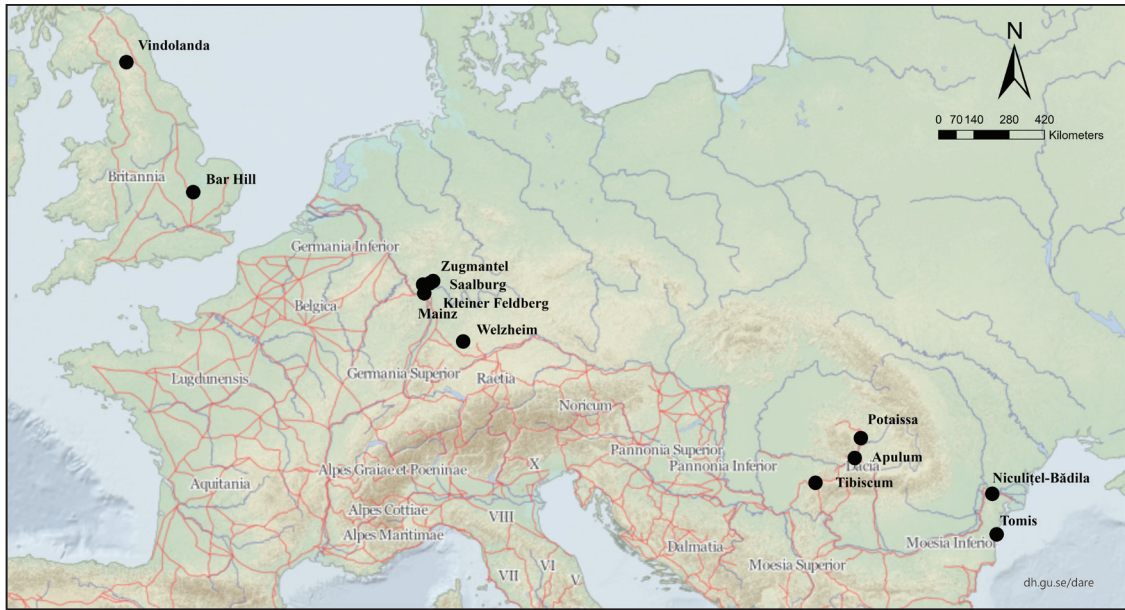 Vindolanda
N
0 70 140 280 420
Kilometers
Britannia
Bar Hill
Germania Inferior
Zugmantel
Saalburg
Kleiner Feldberg
Belgica
Mainz
Welzheim
Lugdunensis
Germania Superior
Raetia
Noricum
Potaissa
Pannonia Superior
Apulum
Alpes Graiae et Poeninae
X
Pannonia Inferior
Dacia
Aquitania
Tibiscum
Niculițel-Bădila
Alpes Cottiae
VIII
Tomis
Alpes Maritimae
Dalmatia
Moesia Inferior
VII
VI
V
Moesia Superior
dh.gu.se/dare